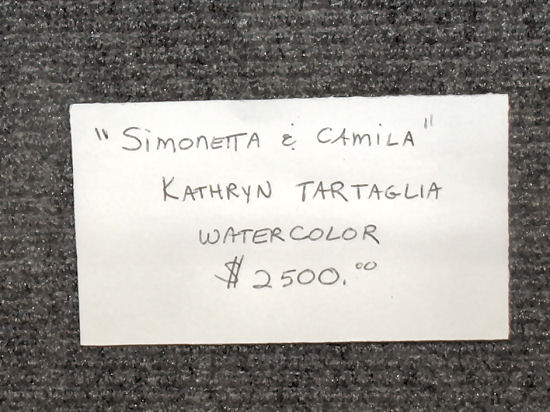 "Simonetta & Camila"
Kathryn Tartaglia
Watercolor
$2500.00